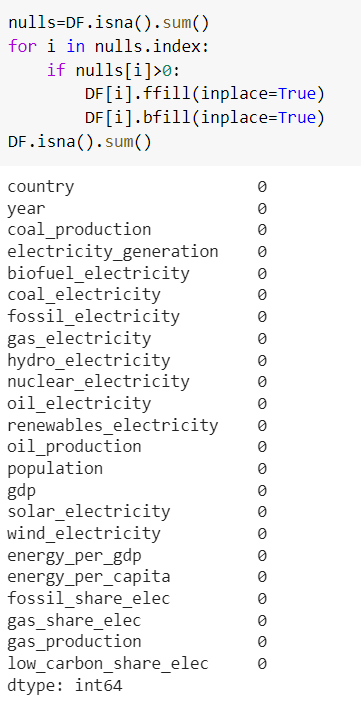 nulls=DF.isna().sum()
for i in nulls.index:
    if nulls[i]>0:
        DF[i].ffill(inplace=True)
        DF[i].bfill(inplace=True)
DF.isna().sum()
country 0
year 0
coal_production 0
electricity_generation 0
biofuel_electricity 0
coal_electricity 0
fossil_electricity 0
gas_electricity 0
hydro_electricity 0
nuclear_electricity 0
oil_electricity 0
renewables_electricity 0
oil_production 0
population 0
gdp 0
solar_electricity 0
wind_electricity 0
energy_per_gdp 0
energy_per_capita 0
fossil_share_elec 0
gas_share_elec 0
gas_production 0
low_carbon_share_elec 0
dtype: int64